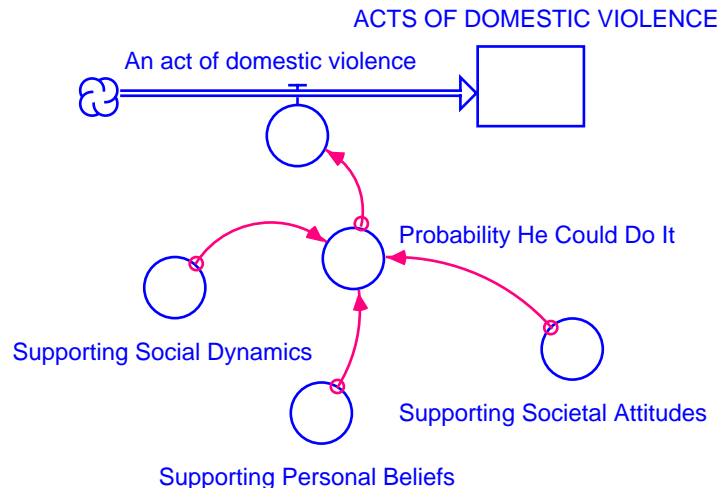 ACTS OF DOMESTIC VIOLENCE
An act of domestic violence
Probability He Could Do It
Supporting Social Dynamics
Supporting Societal Attitudes
Supporting Personal Beliefs